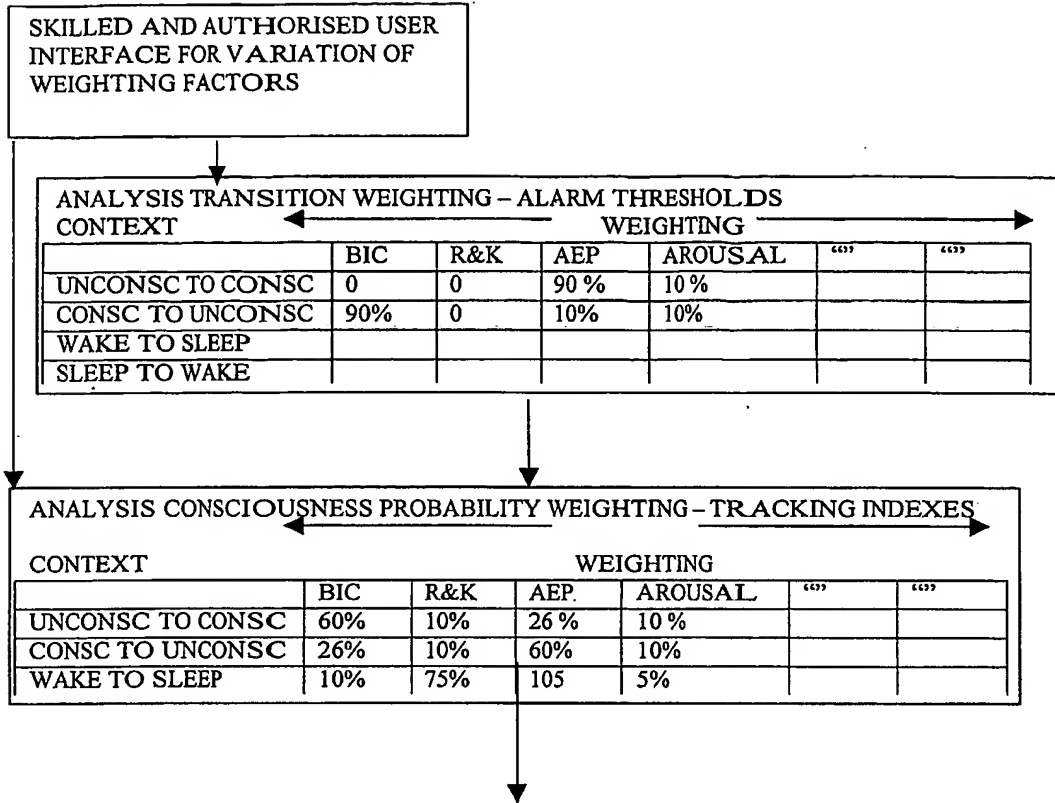 SKILLED AND AUTHORISED USER
INTERFACE FOR VARIATION OF
WEIGHTING FACTORS
ANALYSIS TRANSITION WEIGHTING – ALARM THRESHOLDS
CONTEXT WEIGHTING
BIC R&K AEP AROUSAL “” “”
UNCONSC TO CONSC 0 0 90 % 10 %
CONSC TO UNCONSC 90% 0 10% 10%
WAKE TO SLEEP
SLEEP TO WAKE
ANALYSIS CONSCIOUSNESS PROBABILITY WEIGHTING – TRACKING INDEXES
CONTEXT WEIGHTING
BIC R&K AEP. AROUSAL “” “”
UNCONSC TO CONSC 60% 10% 26 % 10 %
CONSC TO UNCONSC 26% 10% 60% 10%
WAKE TO SLEEP 10% 75% 105 5%